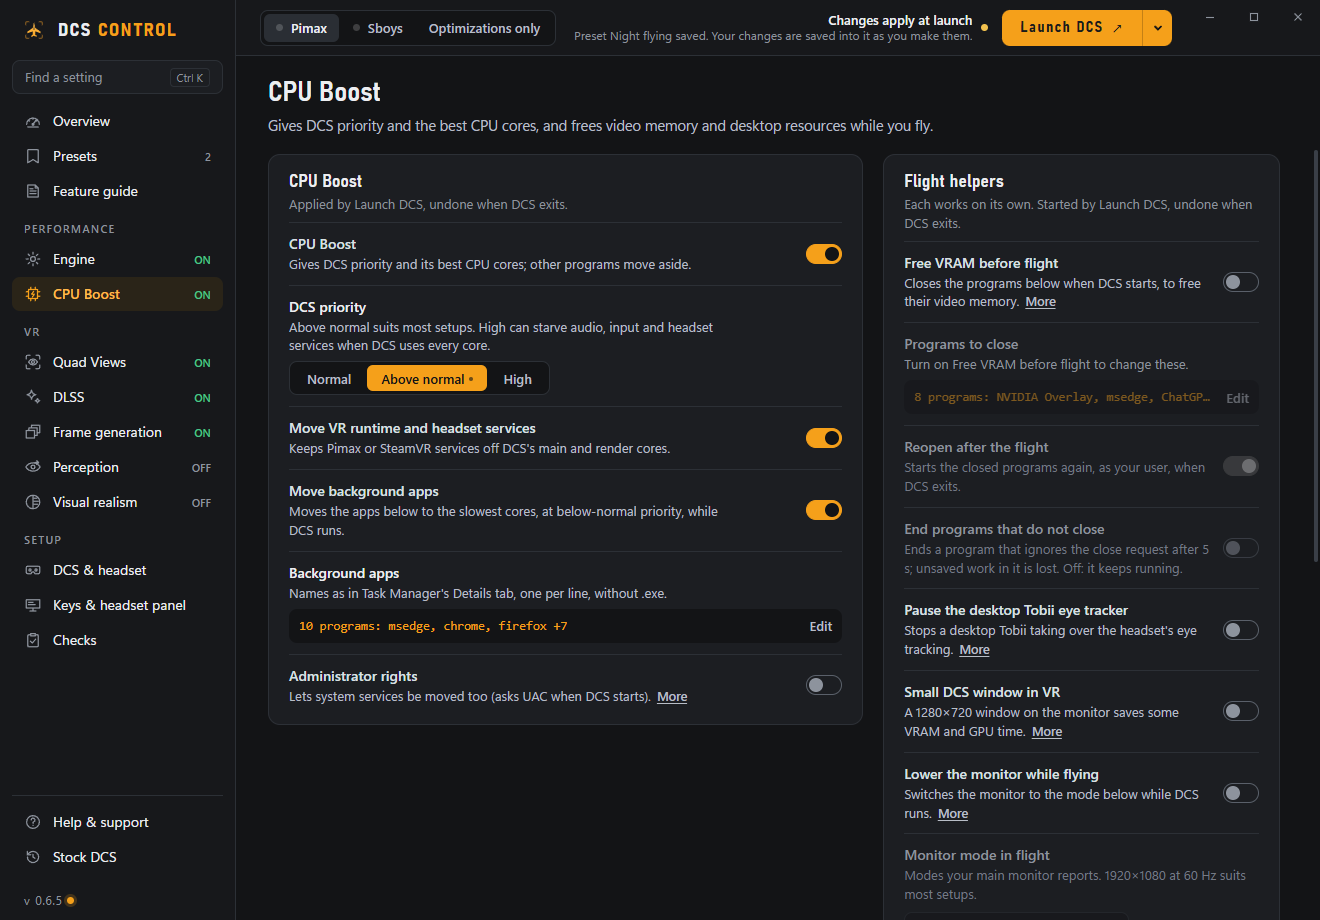 DCS CONTROL
Find a setting
Ctrl K
Overview
Presets
2
Feature guide
PERFORMANCE
Engine
ON
CPU Boost
ON
VR
Quad Views
ON
DLSS
ON
Frame generation
ON
Perception
OFF
Visual realism
OFF
SETUP
DCS & headset
Keys & headset panel
Checks
Help & support
Stock DCS
v 0.6.5
Pimax
Sboys
Optimizations only
Changes apply at launch
Preset Night flying saved. Your changes are saved into it as you make them.
Launch DCS ↗
CPU Boost
Gives DCS priority and the best CPU cores, and frees video memory and desktop resources while you fly.
CPU Boost
Applied by Launch DCS, undone when DCS exits.
CPU Boost
Gives DCS priority and its best CPU cores; other programs move aside.
DCS priority
Above normal suits most setups. High can starve audio, input and headset
services when DCS uses every core.
Normal
Above normal
High
Move VR runtime and headset services
Keeps Pimax or SteamVR services off DCS's main and render cores.
Move background apps
Moves the apps below to the slowest cores, at below-normal priority, while
DCS runs.
Background apps
Names as in Task Manager's Details tab, one per line, without .exe.
10 programs: msedge, chrome, firefox +7
Edit
Administrator rights
Lets system services be moved too (asks UAC when DCS starts). More
Flight helpers
Each works on its own. Started by Launch DCS, undone when
DCS exits.
Free VRAM before flight
Closes the programs below when DCS starts, to free
their video memory. More
Programs to close
Turn on Free VRAM before flight to change these.
8 programs: NVIDIA Overlay, msedge, ChatGP…
Edit
Reopen after the flight
Starts the closed programs again, as your user, when
DCS exits.
End programs that do not close
Ends a program that ignores the close request after 5
s; unsaved work in it is lost. Off: it keeps running.
Pause the desktop Tobii eye tracker
Stops a desktop Tobii taking over the headset's eye
tracking. More
Small DCS window in VR
A 1280×720 window on the monitor saves some
VRAM and GPU time. More
Lower the monitor while flying
Switches the monitor to the mode below while DCS
runs. More
Monitor mode in flight
Modes your main monitor reports. 1920×1080 at 60 Hz suits
most setups.